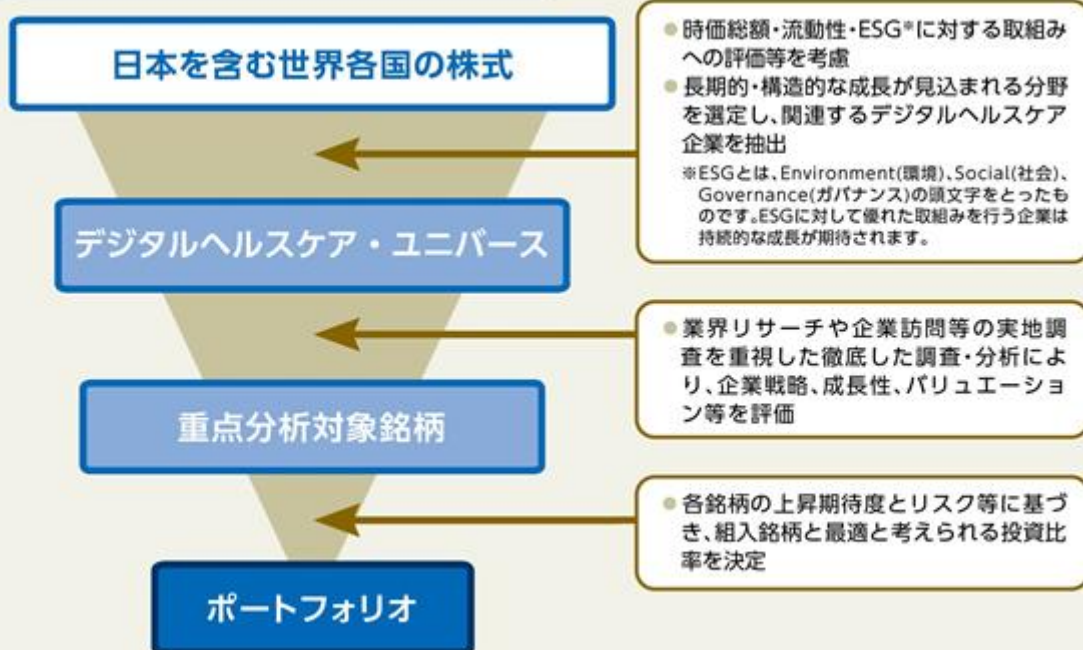 日本を含む世界各国の株式
●時価総額・流動性・ESG※に対する取組み
への評価等を考慮
●長期的・構造的な成長が見込まれる分野
を選定し、関連するデジタルヘルスケア
企業を抽出
※ESGとは、Environment(環境)、Social(社会)、
Governance(ガバナンス)の頭文字をとったも
のです。ESGに対して優れた取組みを行う企業は
持続的な成長が期待されます。
デジタルヘルスケア・ユニバース
●業界リサーチや企業訪問等の実地調
査を重視した徹底した調査・分析によ
り、企業戦略、成長性、バリュエーショ
ン等を評価
重点分析対象銘柄
●各銘柄の上昇期待度とリスク等に基づ
き、組入銘柄と最適と考えられる投資比
率を決定
ポートフォリオ